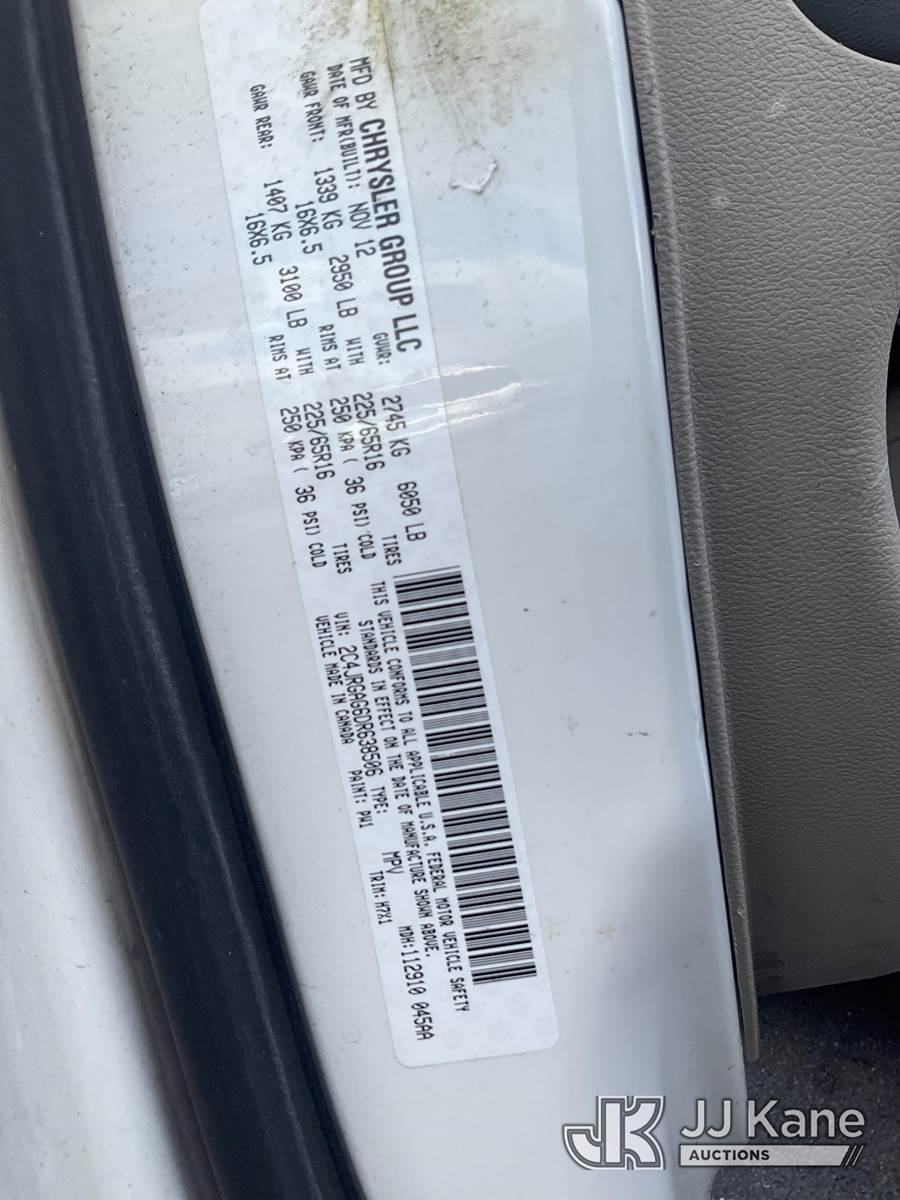 MFD BY CHRYSLER GROUP LLC
DATE OF MFR(BUILT): NOV 12 GVWR: 2745 KG 6050 LB
GAWR FRONT: 1339 KG 2950 LB WITH 225/65R16 TIRES
16X6.5 RIMS AT 250 KPA ( 36 PSI) COLD
GAWR REAR: 1407 KG 3100 LB WITH 225/65R16 TIRES
16X6.5 RIMS AT 250 KPA ( 36 PSI) COLD
THIS VEHICLE CONFORMS TO ALL APPLICABLE U.S.A. FEDERAL MOTOR VEHICLE SAFETY
STANDARDS IN EFFECT ON THE DATE OF MANUFACTURE SHOWN ABOVE.
VIN: 2C4JRGAG6DR638506 TYPE: MPV MDH:112910 045AA
VEHICLE MADE IN CANADA PAINT: PW1 TRIM: H7X1
JK JJ Kane
AUCTIONS